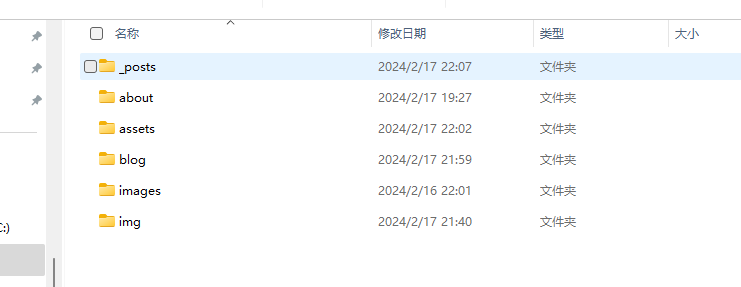 名称 修改日期 类型 大小
_posts 2024/2/17 22:07 文件夹
about 2024/2/17 19:27 文件夹
assets 2024/2/17 22:02 文件夹
blog 2024/2/17 21:59 文件夹
images 2024/2/16 22:01 文件夹
img 2024/2/17 21:40 文件夹
:)